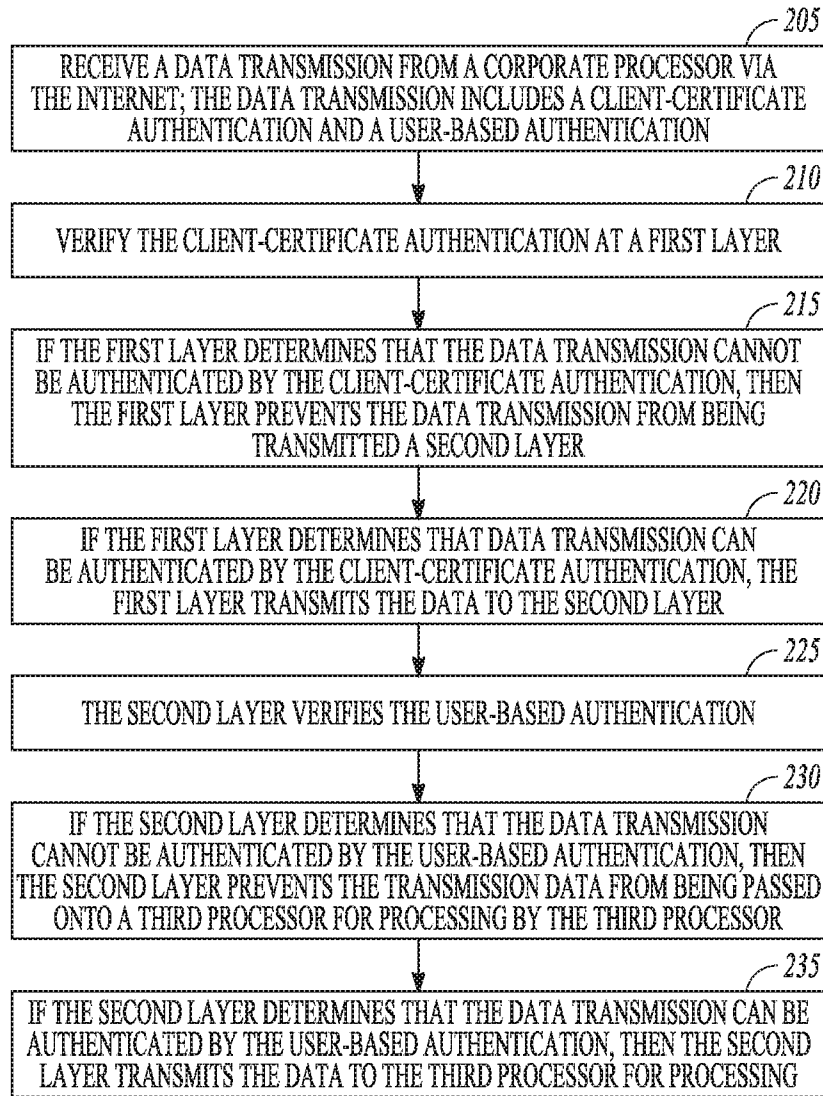 205
RECEIVE A DATA TRANSMISSION FROM A CORPORATE PROCESSOR VIA
THE INTERNET; THE DATA TRANSMISSION INCLUDES A CLIENT-CERTIFICATE
AUTHENTICATION AND A USER-BASED AUTHENTICATION
210
VERIFY THE CLIENT-CERTIFICATE AUTHENTICATION AT A FIRST LAYER
215
IF THE FIRST LAYER DETERMINES THAT THE DATA TRANSMISSION CANNOT
BE AUTHENTICATED BY THE CLIENT-CERTIFICATE AUTHENTICATION, THEN
THE FIRST LAYER PREVENTS THE DATA TRANSMISSION FROM BEING
TRANSMITTED A SECOND LAYER
220
IF THE FIRST LAYER DETERMINES THAT DATA TRANSMISSION CAN
BE AUTHENTICATED BY THE CLIENT-CERTIFICATE AUTHENTICATION, THE
FIRST LAYER TRANSMITS THE DATA TO THE SECOND LAYER
225
THE SECOND LAYER VERIFIES THE USER-BASED AUTHENTICATION
230
IF THE SECOND LAYER DETERMINES THAT THE DATA TRANSMISSION
CANNOT BE AUTHENTICATED BY THE USER-BASED AUTHENTICATION, THEN
THE SECOND LAYER PREVENTS THE TRANSMISSION DATA FROM BEING PASSED
ONTO A THIRD PROCESSOR FOR PROCESSING BY THE THIRD PROCESSOR
235
IF THE SECOND LAYER DETERMINES THAT THE DATA TRANSMISSION CAN BE
AUTHENTICATED BY THE USER-BASED AUTHENTICATION, THEN THE SECOND
LAYER TRANSMITS THE DATA TO THE THIRD PROCESSOR FOR PROCESSING